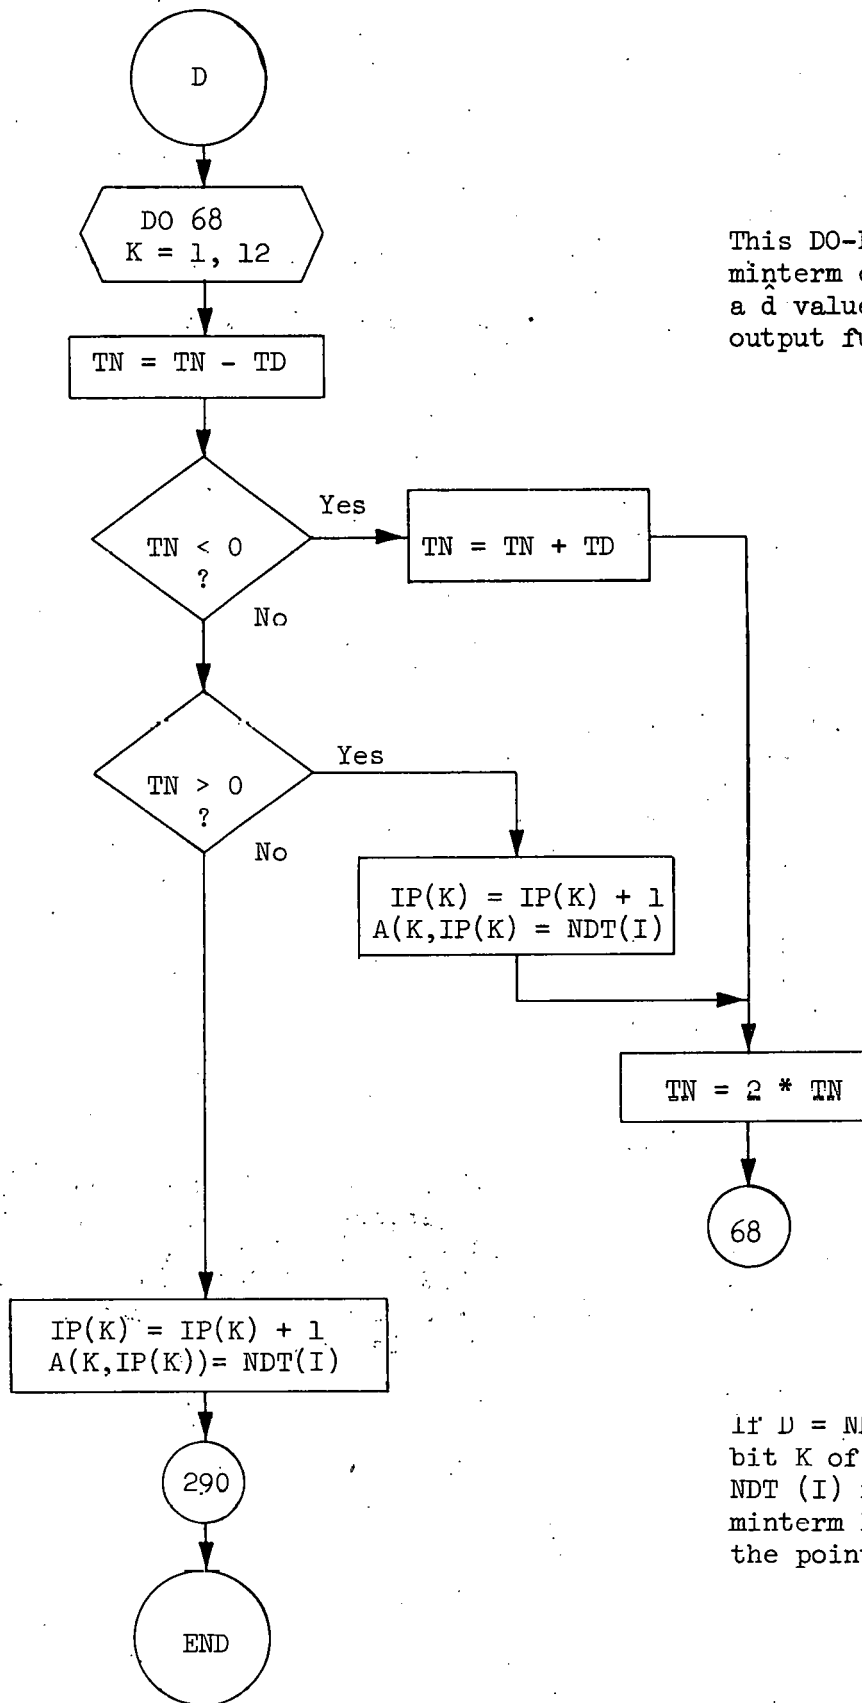 D
DO 68
K = 1, 12
This DO-
minterm
a d̂ value
output
TN = TN - TD
TN < 0
?
Yes
No
TN = TN + TD
TN > 0
?
Yes
No
IP(K) = IP(K) + 1
A(K,IP(K) = NDT(I)
TN = 2 * TN
68
IP(K) = IP(K) + 1
A(K,IP(K))= NDT(I)
290
If D =
bit K of
NDT (I)
minterm
the
END